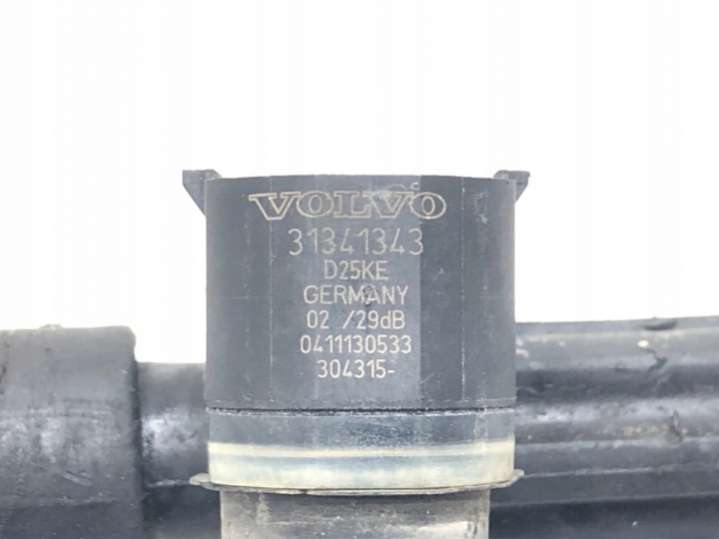 VOLVO
31341343
D25KE
GERMANY
02 /29dB
0411130533
304315-